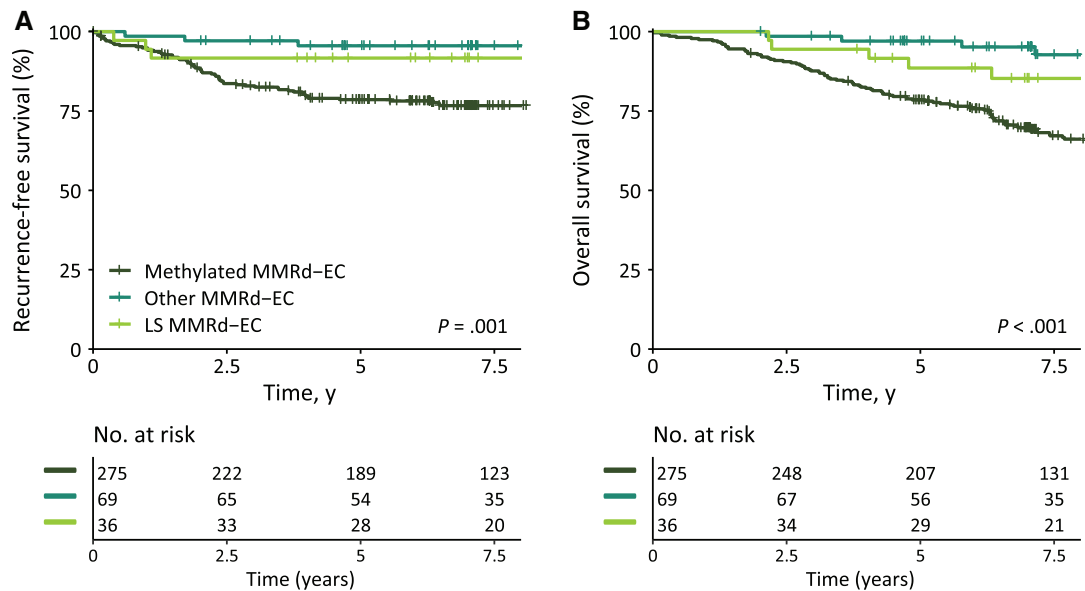 A
Recurrence-free survival (%)
100
75
50
25
0
Methylated MMRd−EC
Other MMRd−EC
LS MMRd−EC
P = .001
0 2.5 5 7.5
Time, y
No. at risk
275 222 189 123
69 65 54 35
36 33 28 20
0 2.5 5 7.5
Time (years)
B
Overall survival (%)
100
75
50
25
0
P < .001
0 2.5 5 7.5
Time, y
No. at risk
275 248 207 131
69 67 56 35
36 34 29 21
0 2.5 5 7.5
Time (years)